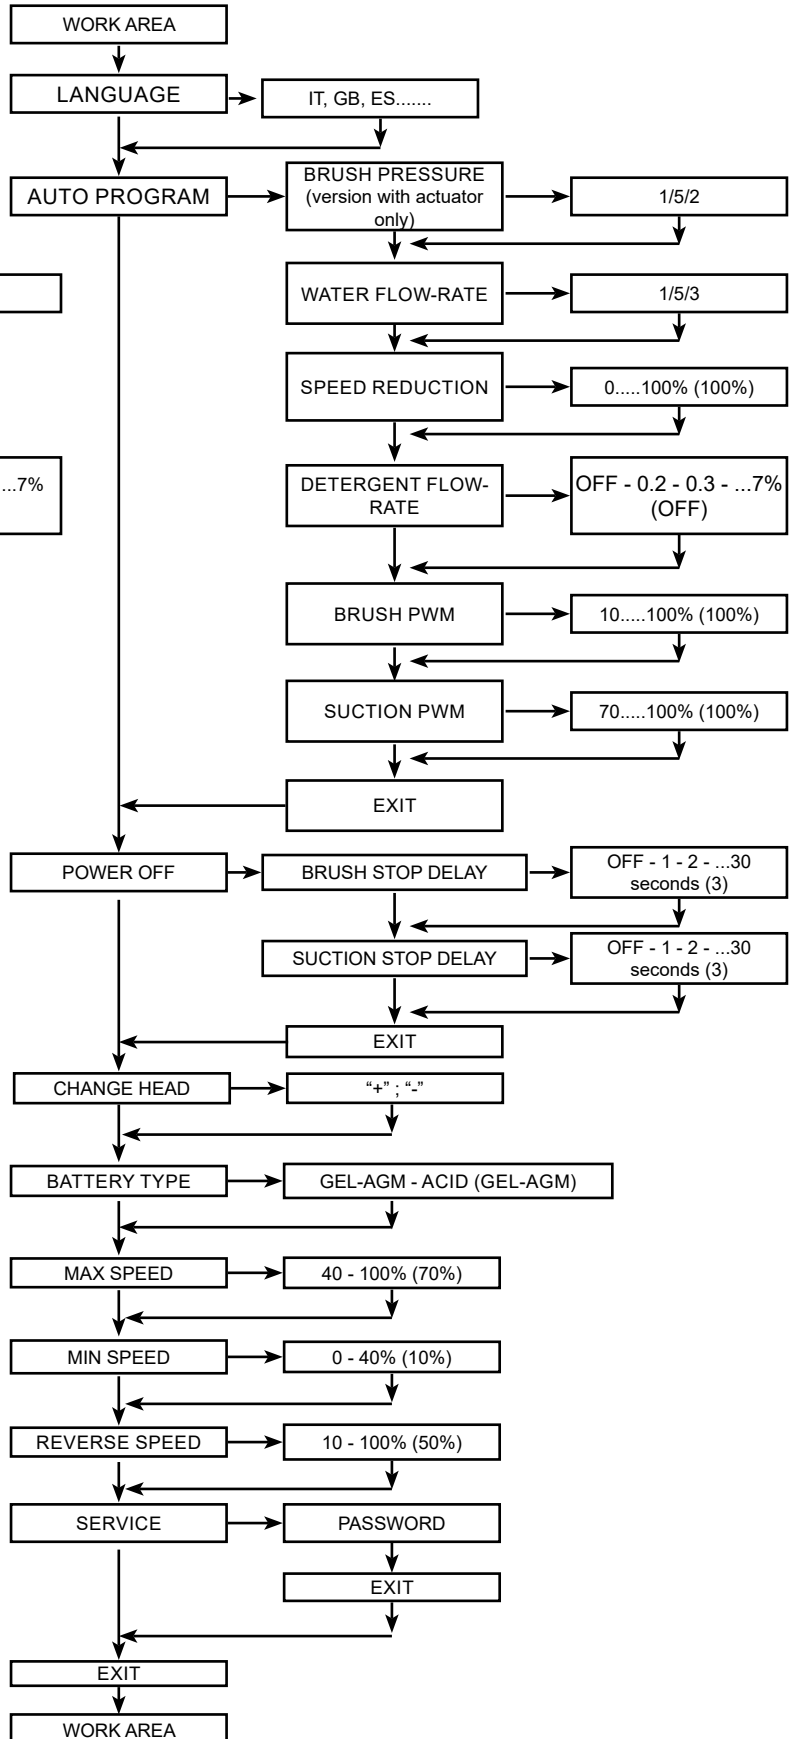 WORK AREA
LANGUAGE
IT, GB, ES.......
AUTO PROGRAM
BRUSH PRESSURE
(version with actuator
only)
1/5/2
WATER FLOW-RATE
1/5/3
SPEED REDUCTION
0.....100% (100%)
...7%
DETERGENT FLOW-
RATE
OFF - 0.2 - 0.3 - ...7%
(OFF)
BRUSH PWM
10.....100% (100%)
SUCTION PWM
70.....100% (100%)
EXIT
POWER OFF
BRUSH STOP DELAY
OFF - 1 - 2 - ...30
seconds (3)
SUCTION STOP DELAY
OFF - 1 - 2 - ...30
seconds (3)
EXIT
CHANGE HEAD
“+” ; “-”
BATTERY TYPE
GEL-AGM - ACID (GEL-AGM)
MAX SPEED
40 - 100% (70%)
MIN SPEED
0 - 40% (10%)
REVERSE SPEED
10 - 100% (50%)
SERVICE
PASSWORD
EXIT
EXIT
WORK AREA